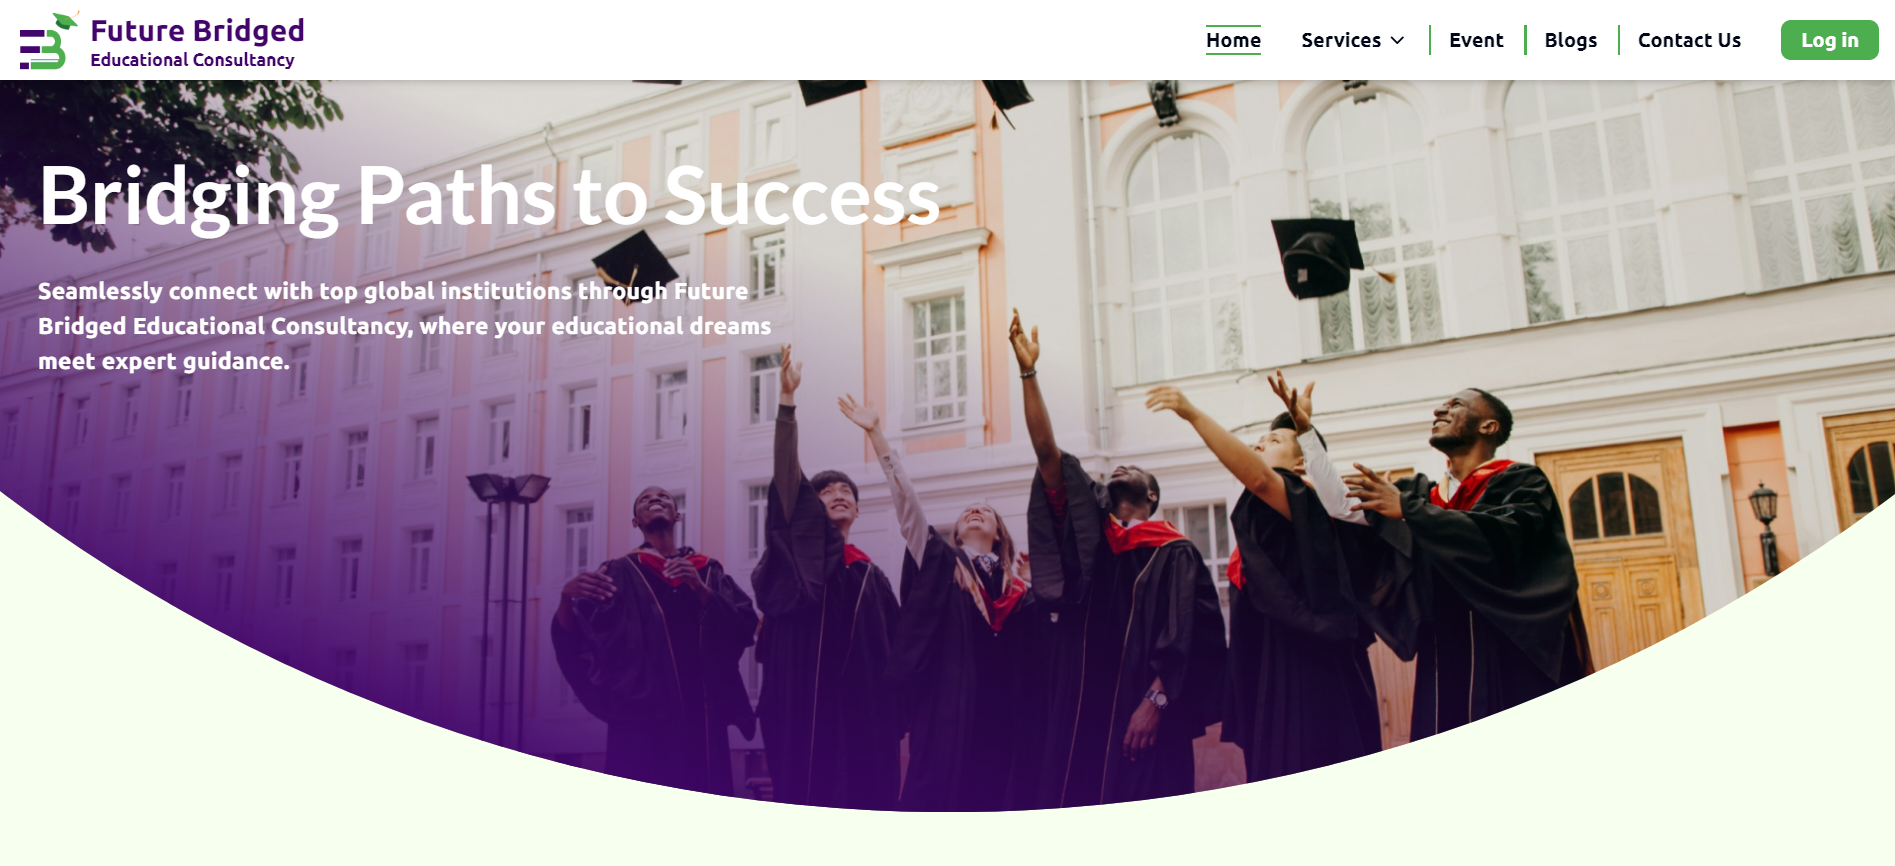 Future Bridged
Educational Consultancy
Home
Services
Event
Blogs
Contact Us
Log in
Bridging Paths to Success
Seamlessly connect with top global institutions through Future
Bridged Educational Consultancy, where your educational dreams
meet expert guidance.